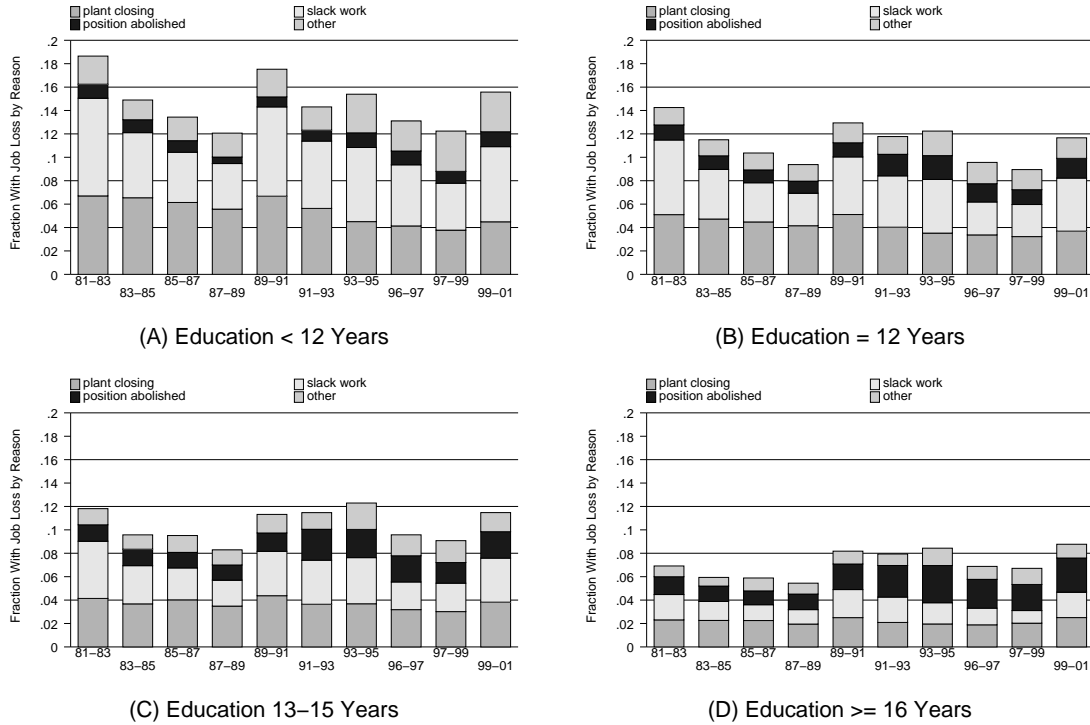 plant closing slack work
position abolished other
Fraction With Job Loss by Reason
.2
.18
.16
.14
.12
.1
.08
.06
.04
.02
0
81–83 85–87 89–91 93–95 97–99
83–85 87–89 91–93 96–97 99–01
(A) Education < 12 Years
plant closing slack work
position abolished other
Fraction With Job Loss by Reason
.2
.18
.16
.14
.12
.1
.08
.06
.04
.02
0
81–83 85–87 89–91 93–95 97–99
83–85 87–89 91–93 96–97 99–01
(B) Education = 12 Years
plant closing slack work
position abolished other
Fraction With Job Loss by Reason
.2
.18
.16
.14
.12
.1
.08
.06
.04
.02
0
81–83 85–87 89–91 93–95 97–99
83–85 87–89 91–93 96–97 99–01
(C) Education 13–15 Years
plant closing slack work
position abolished other
Fraction With Job Loss by Reason
.2
.18
.16
.14
.12
.1
.08
.06
.04
.02
0
81–83 85–87 89–91 93–95 97–99
83–85 87–89 91–93 96–97 99–01
(D) Education >= 16 Years